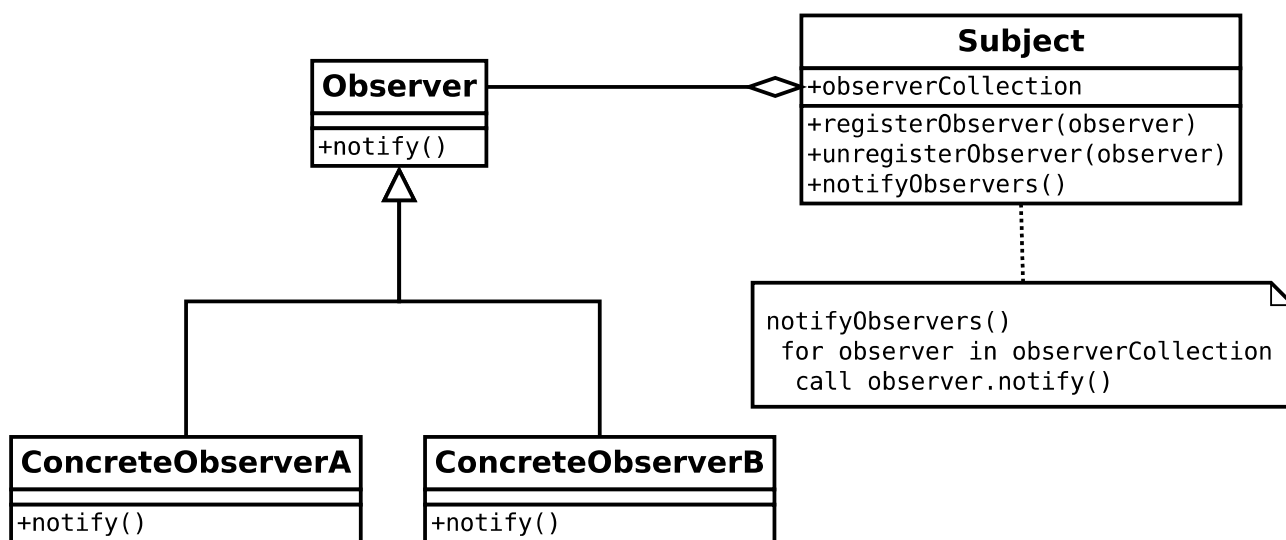 Subject
Observer
+observerCollection
+notify()
+registerObserver(observer)
+unregisterObserver(observer)
+notifyObservers()
notifyObservers()
for observer in observerCollection
call observer.notify()
ConcreteObserverA
+notify()
ConcreteObserverB
+notify()